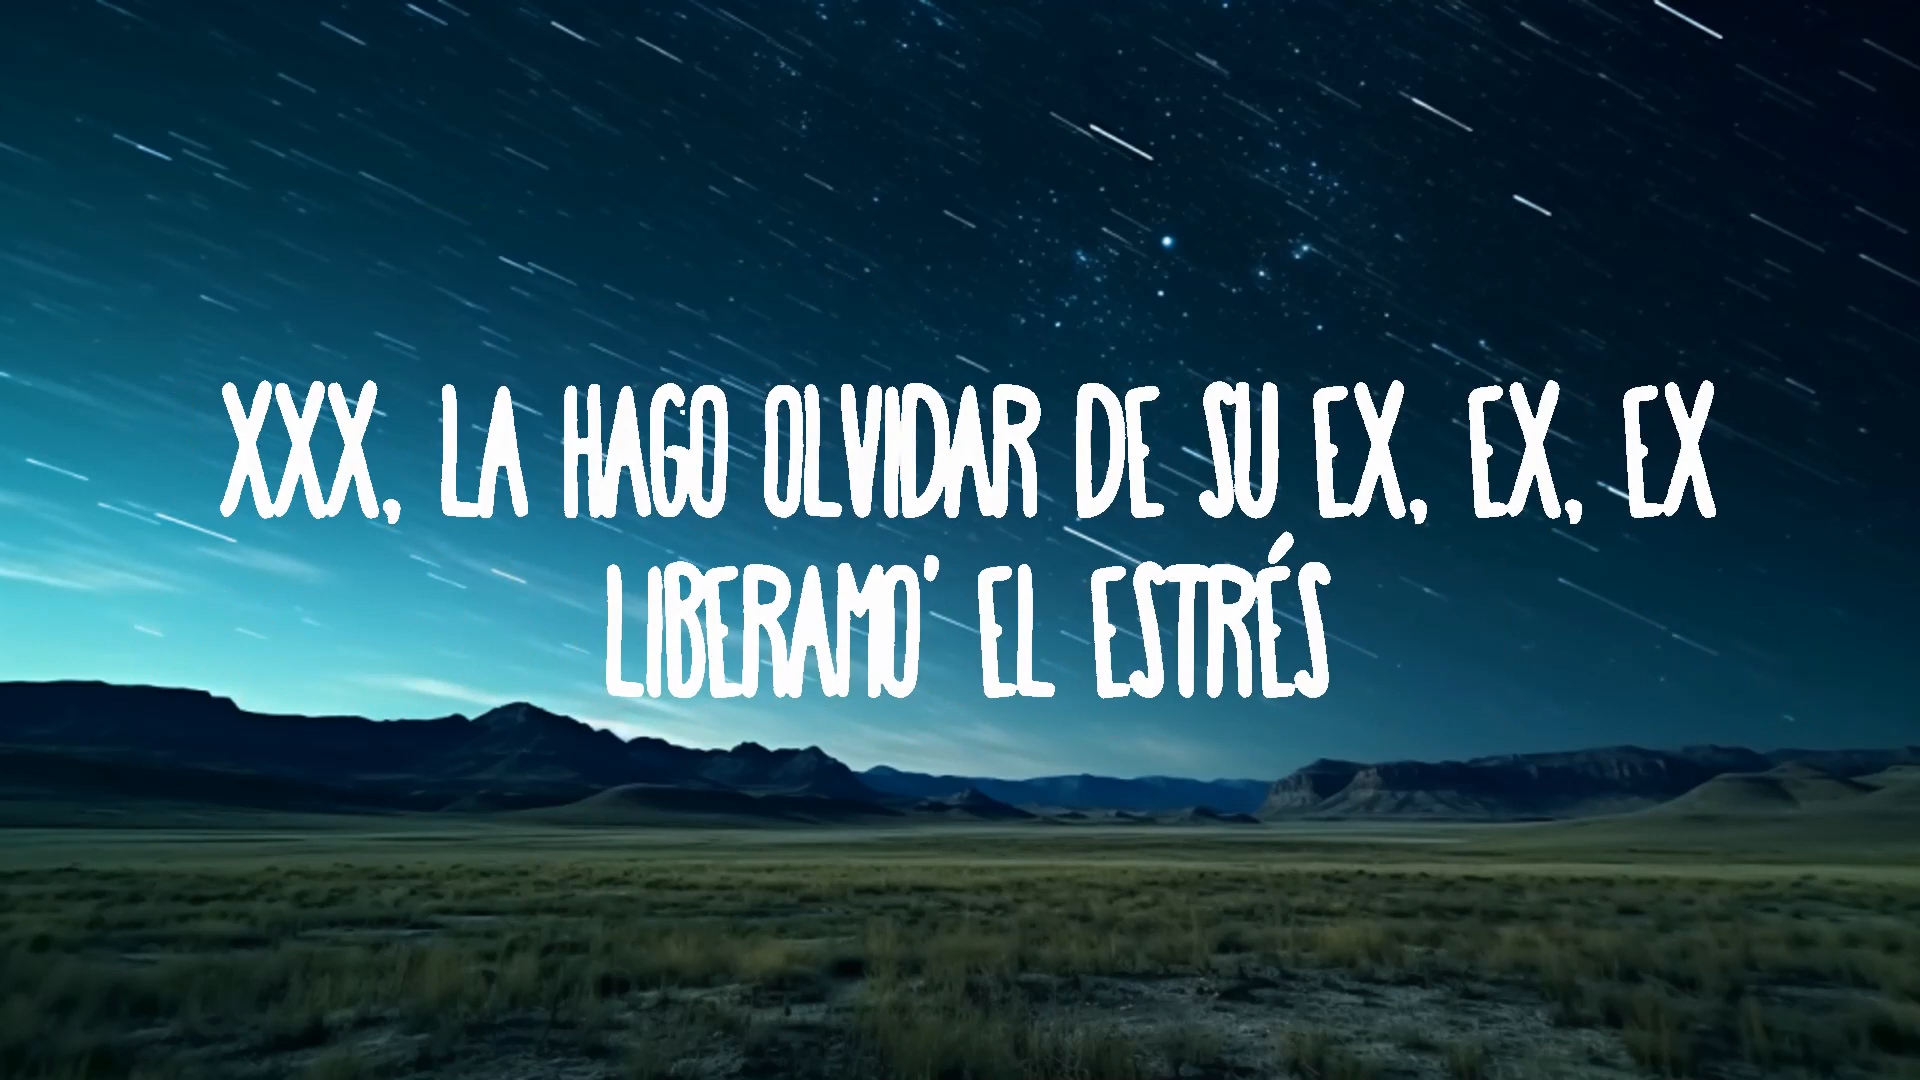 XXX, LA HAGO OLVIDAR DE SU EX, EX, EX
LIBERAMO' EL ESTRÉS